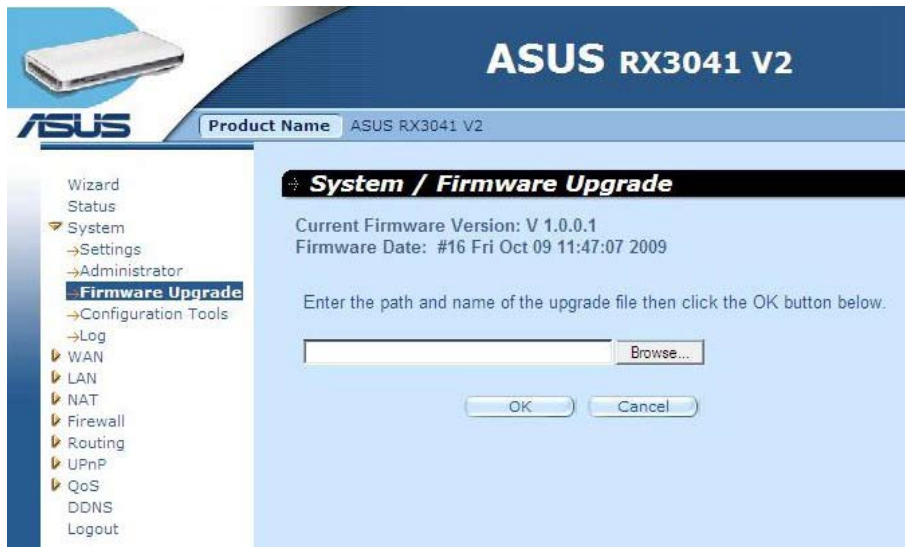 ASUS RX3041 V2
ASUS
Product Name ASUS RX3041 V2
Wizard
Status
System
→Settings
→Administrator
→Firmware Upgrade
→Configuration Tools
→Log
WAN
LAN
NAT
Firewall
Routing
UPnP
QoS
DDNS
Logout
System / Firmware Upgrade
Current Firmware Version: V 1.0.0.1
Firmware Date: #16 Fri Oct 09 11:47:07 2009
Enter the path and name of the upgrade file then click the OK button below.
Browse...
OK Cancel